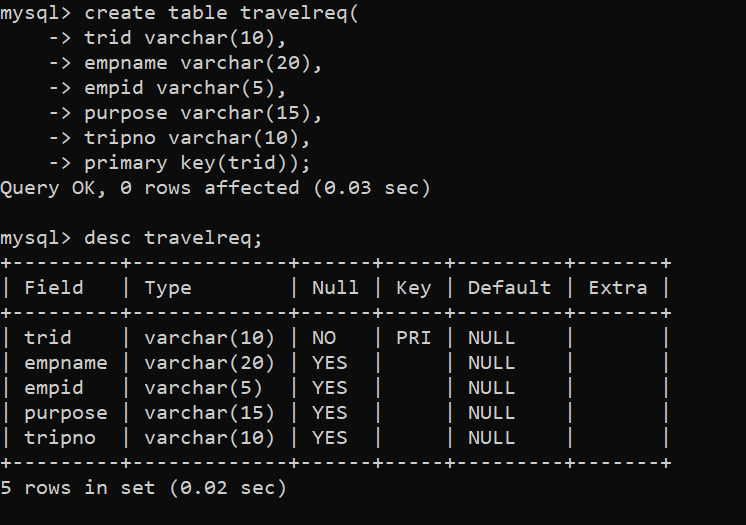 mysql> create table travelreq(
    -> trid varchar(10),
    -> empname varchar(20),
    -> empid varchar(5),
    -> purpose varchar(15),
    -> tripno varchar(10),
    -> primary key(trid));
Query OK, 0 rows affected (0.03 sec)

mysql> desc travelreq;
+---------+-------------+------+-----+---------+-------+
| Field   | Type        | Null | Key | Default | Extra |
+---------+-------------+------+-----+---------+-------+
| trid    | varchar(10) | NO   | PRI | NULL    |       |
| empname | varchar(20) | YES  |     | NULL    |       |
| empid   | varchar(5)  | YES  |     | NULL    |       |
| purpose | varchar(15) | YES  |     | NULL    |       |
| tripno  | varchar(10) | YES  |     | NULL    |       |
+---------+-------------+------+-----+---------+-------+
5 rows in set (0.02 sec)